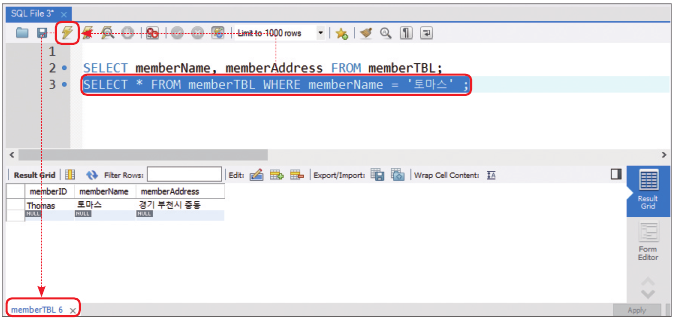 SQL File 3*
Limit to 1000 rows
1
2 SELECT memberName, memberAddress FROM memberTBL;
3 SELECT * FROM memberTBL WHERE memberName = '토마스' ;
Result Grid Filter Rows: Edit: Export/Import: Wrap Cell Content: IA
memberID memberName memberAddress
Thomas 토마스 경기 부천시 중동
NULL NULL NULL
Result
Grid
Form
Editor
memberTBL 6
Apply